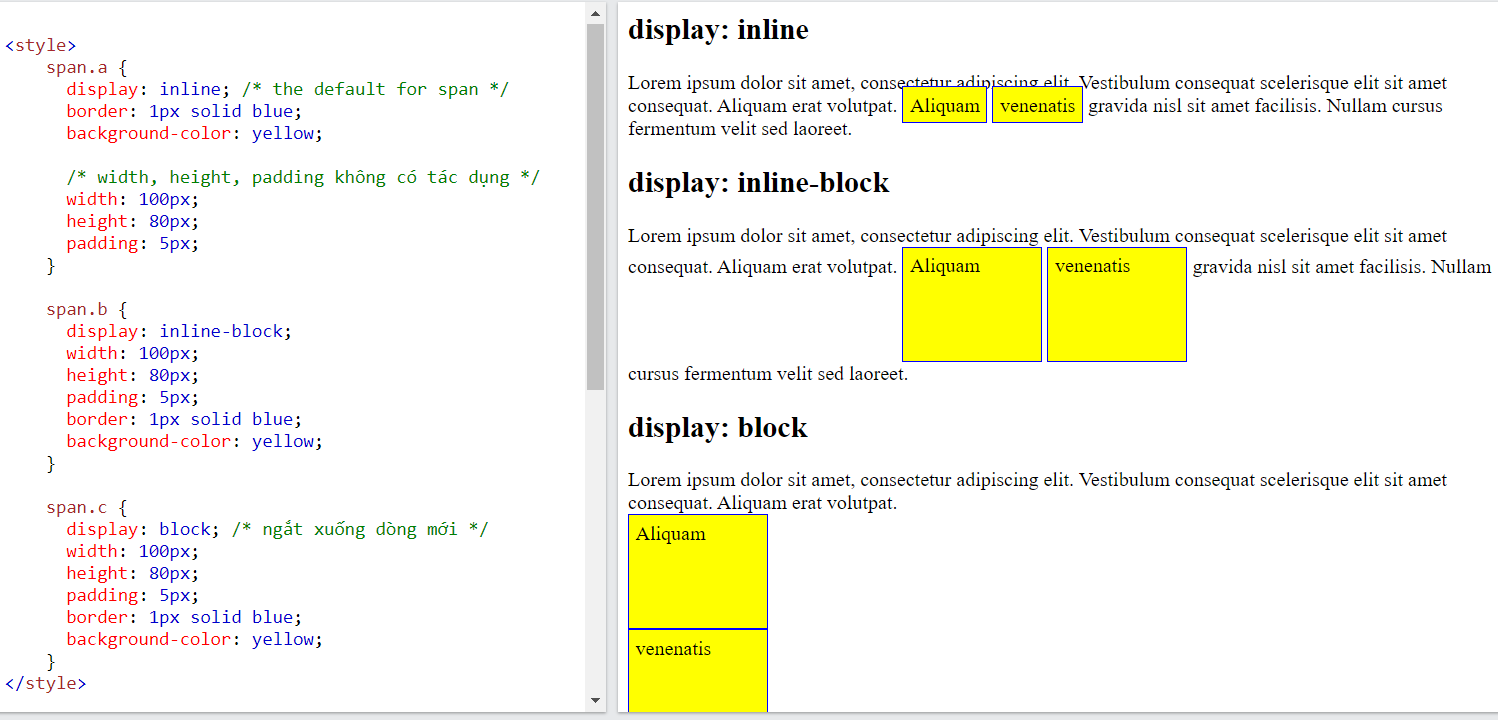 <style>
span.a {
display: inline; /* the default for span */
border: 1px solid blue;
background-color: yellow;
/* width, height, padding không có tác dụng */
width: 100px;
height: 80px;
padding: 5px;
}
span.b {
display: inline-block;
width: 100px;
height: 80px;
padding: 5px;
border: 1px solid blue;
background-color: yellow;
}
span.c {
display: block; /* ngắt xuống dòng mới */
width: 100px;
height: 80px;
padding: 5px;
border: 1px solid blue;
background-color: yellow;
}
</style>
display: inline
Lorem ipsum dolor sit amet, consectetur adipiscing elit. Vestibulum consequat scelerisque elit sit amet
consequat. Aliquam erat volutpat. Aliquam venenatis gravida nisl sit amet facilisis. Nullam cursus
fermentum velit sed laoreet.
display: inline-block
Lorem ipsum dolor sit amet, consectetur adipiscing elit. Vestibulum consequat scelerisque elit sit amet
consequat. Aliquam erat volutpat. Aliquam venenatis gravida nisl sit amet facilisis. Nullam
cursus fermentum velit sed laoreet.
display: block
Lorem ipsum dolor sit amet, consectetur adipiscing elit. Vestibulum consequat scelerisque elit sit amet
consequat. Aliquam erat volutpat.
Aliquam
venenatis